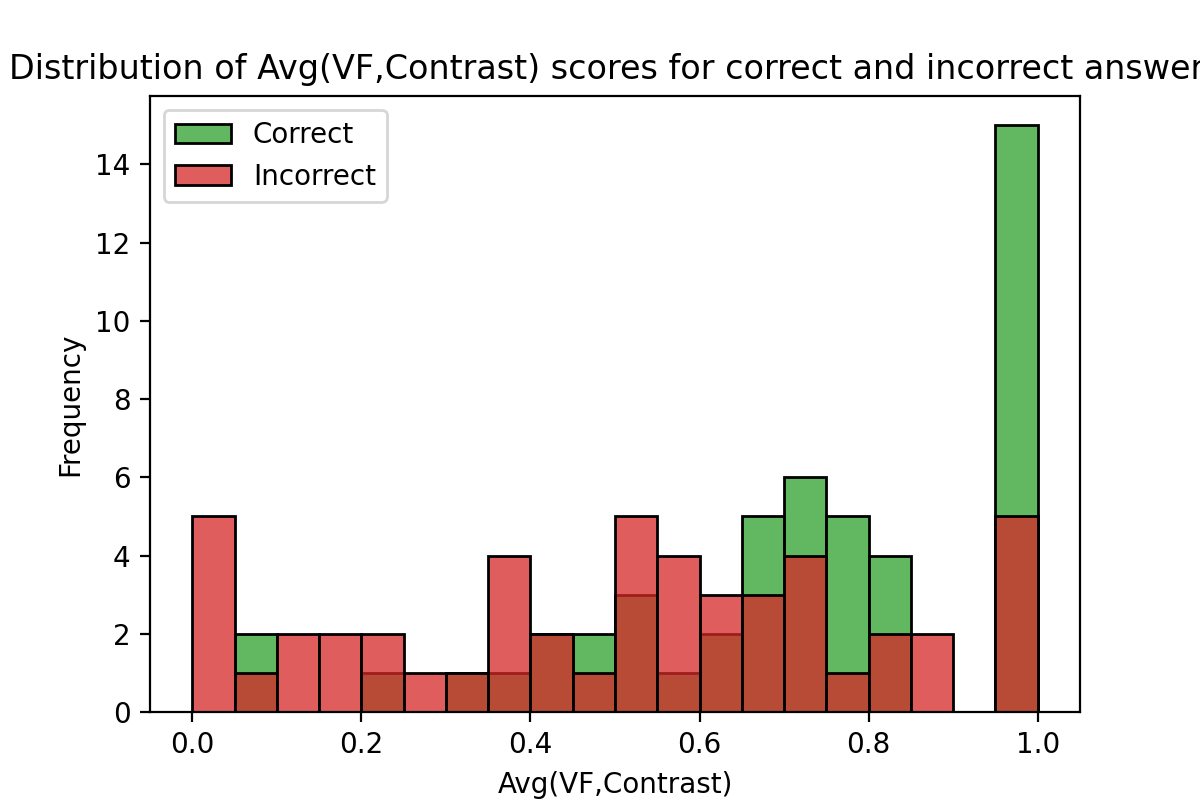 Distribution of Avg(VF,Contrast) scores for correct and incorrect answer
Correct
Incorrect
14
12
10
8
6
4
2
0
Frequency
0.0 0.2 0.4 0.6 0.8 1.0
Avg(VF,Contrast)